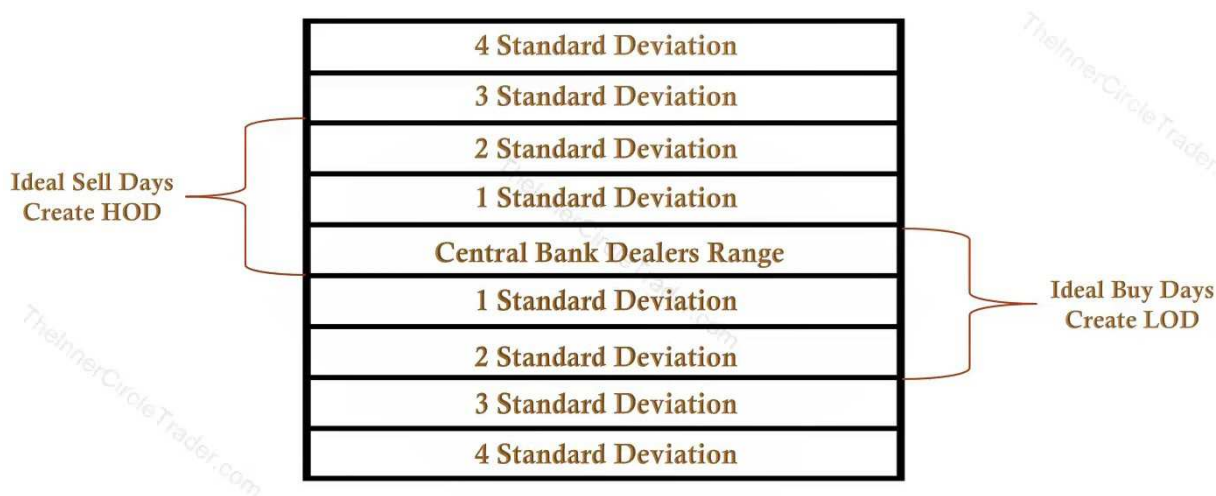 TheInnerCircleTrader.com
4 Standard Deviation
3 Standard Deviation
2 Standard Deviation
Ideal Sell Days
Create HOD
1 Standard Deviation
TheInnerCircleTrader.com
Central Bank Dealers Range
1 Standard Deviation
Ideal Buy Days
Create LOD
2 Standard Deviation
TheInnerCircleTrader.com
3 Standard Deviation
4 Standard Deviation